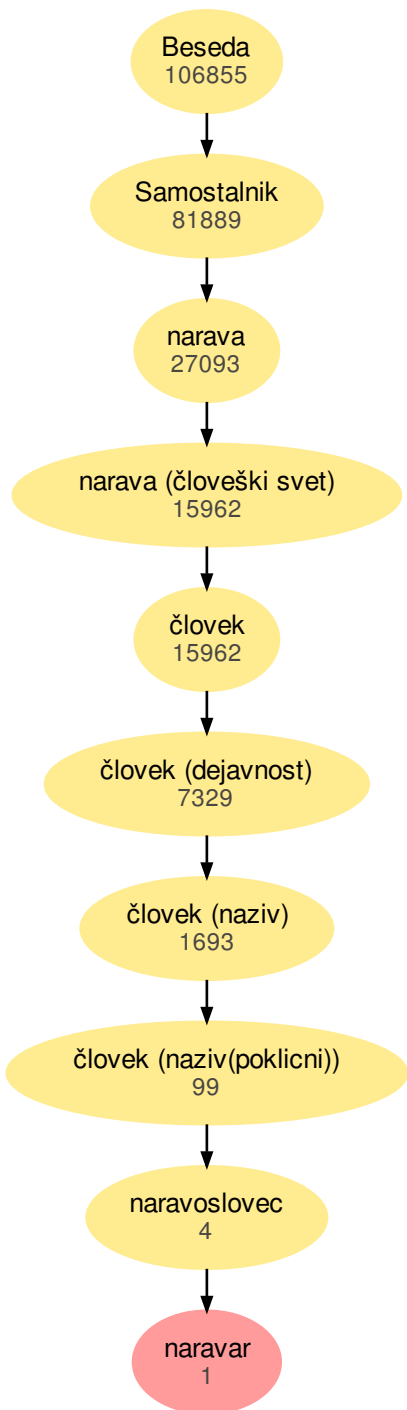 Beseda
106855
Samostalnik
81889
narava
27093
narava (človeški svet)
15962
človek
15962
človek (dejavnost)
7329
človek (naziv)
1693
človek (naziv(poklicni))
99
naravoslovec
4
naravar
1